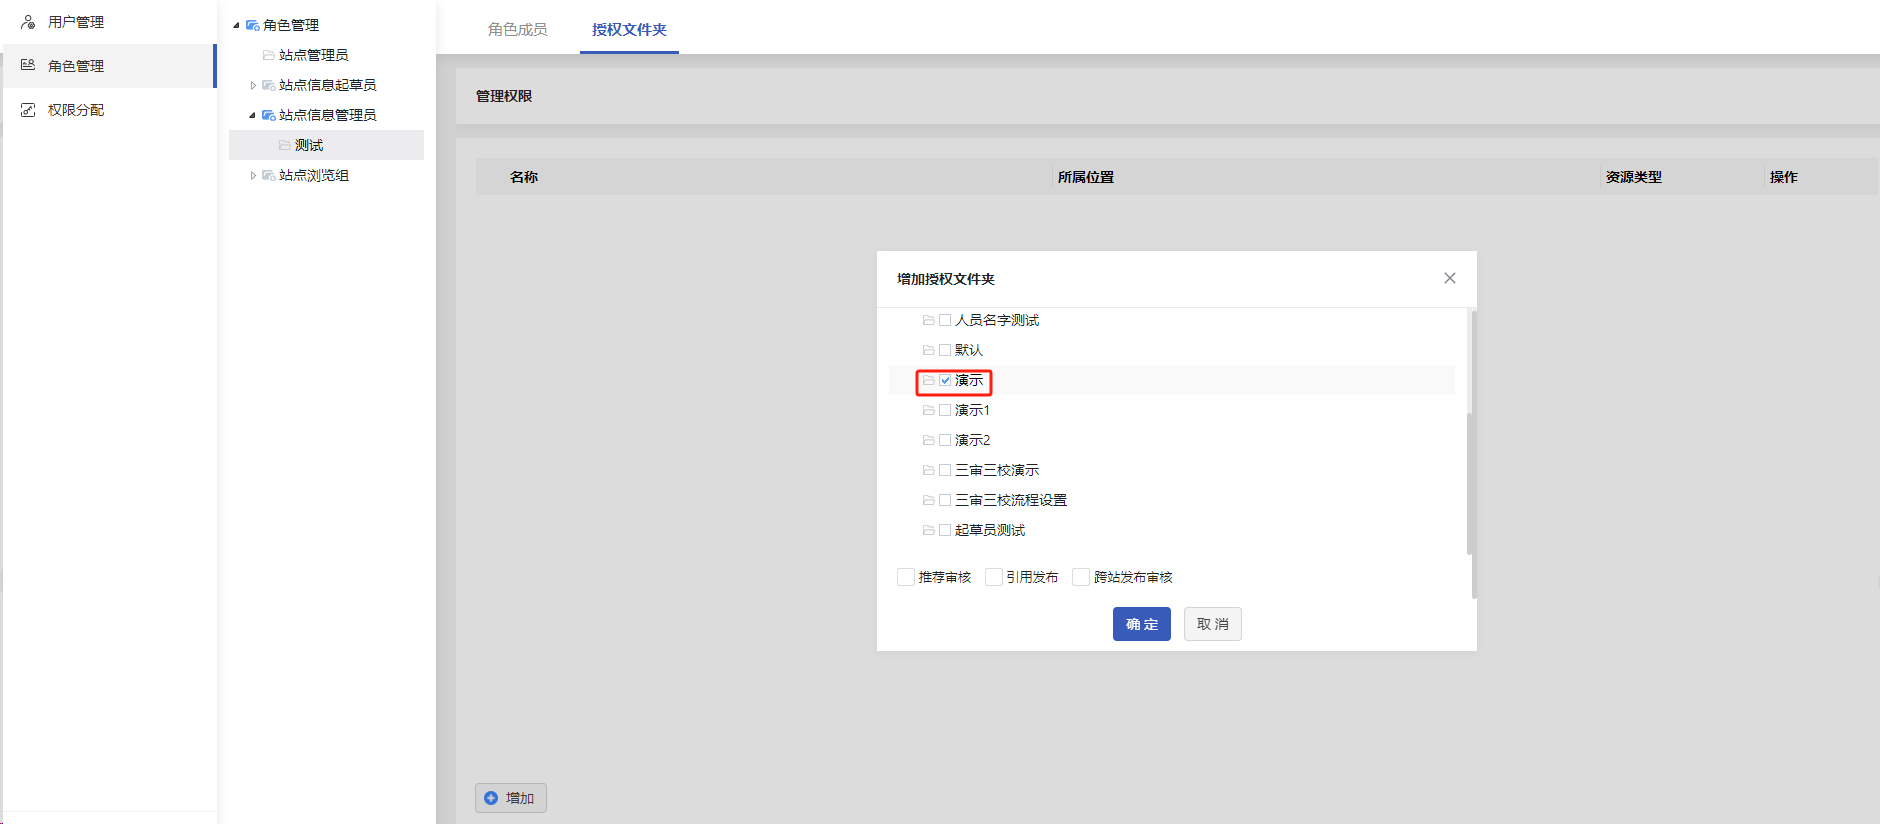 用户管理
角色管理
权限分配
角色管理
站点管理员
站点信息起草员
站点信息管理员
测试
站点浏览组
角色成员
授权文件夹
管理权限
名称
所属位置
资源类型
操作
增加授权文件夹
人员名字测试
默认
演示
演示1
演示2
三审三校演示
三审三校流程设置
起草员测试
推荐审核
引用发布
跨站发布审核
确定
取消
增加